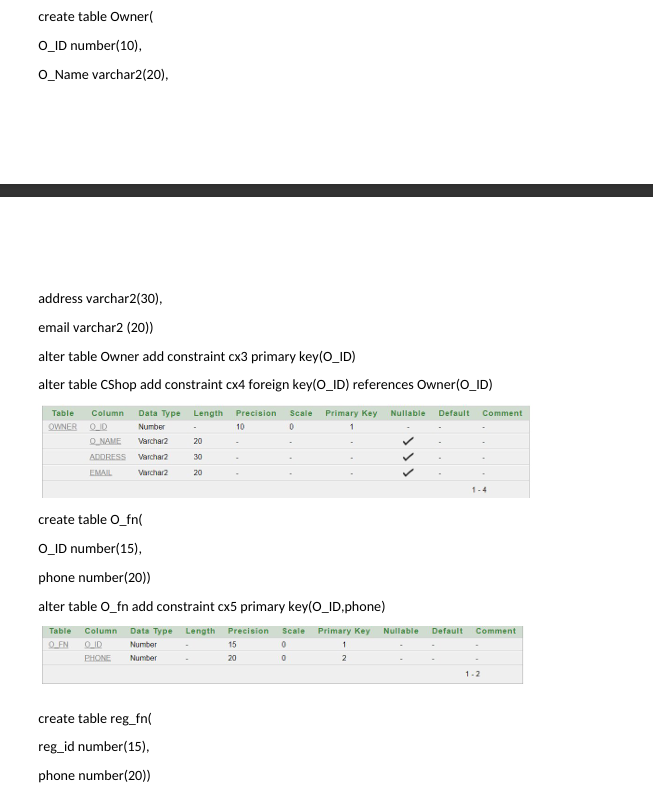 create table Owner(
O_ID number(10),
O_Name varchar2(20),
address varchar2(30),
email varchar2 (20))
alter table Owner add constraint cx3 primary key(O_ID)
alter table CShop add constraint cx4 foreign key(O_ID) references Owner(O_ID)
Table Column Data Type Length Precision Scale Primary Key Nullable Default Comment
OWNER O_ID Number - 10 0 1 - - -
O_NAME Varchar2 20 - - - ✔ - -
ADDRESS Varchar2 30 - - - ✔ - -
EMAIL Varchar2 20 - - - ✔ - -
1 - 4
create table O_fn(
O_ID number(15),
phone number(20))
alter table O_fn add constraint cx5 primary key(O_ID,phone)
Table Column Data Type Length Precision Scale Primary Key Nullable Default Comment
O_FN O_ID Number - 15 0 1 - - -
PHONE Number - 20 0 2 - - -
1 - 2
create table reg_fn(
reg_id number(15),
phone number(20))